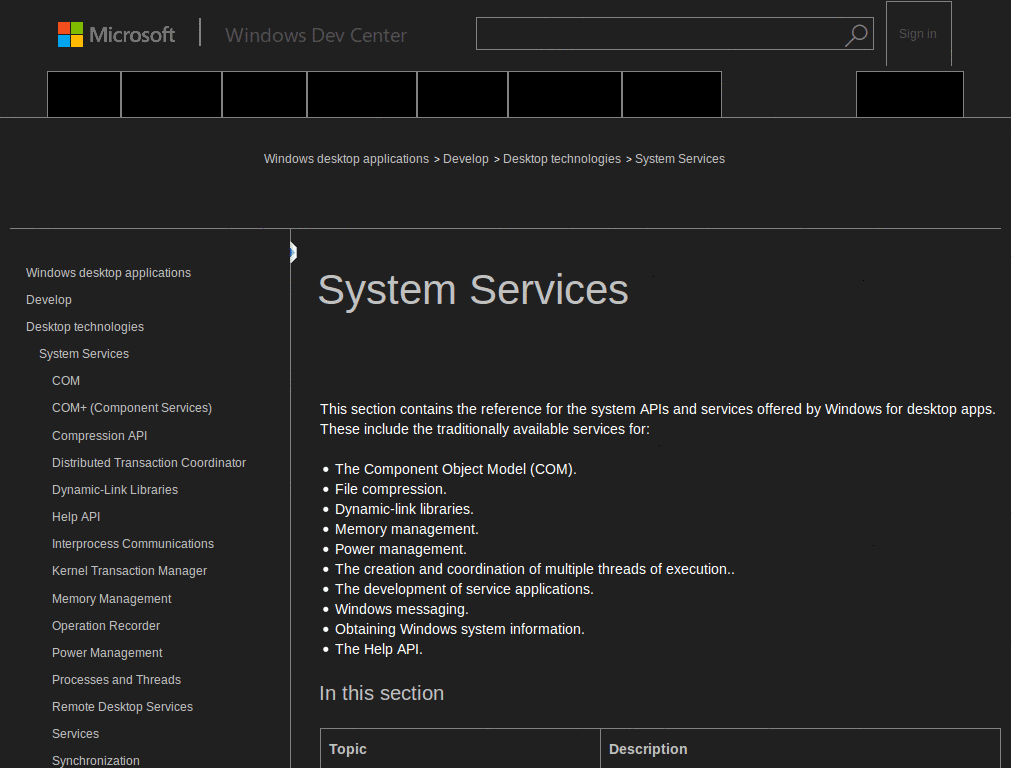 Microsoft
Windows Dev Center
Sign in
Windows desktop applications > Develop > Desktop technologies > System Services
Windows desktop applications
Develop
Desktop technologies
System Services
COM
COM+ (Component Services)
Compression API
Distributed Transaction Coordinator
Dynamic-Link Libraries
Help API
Interprocess Communications
Kernel Transaction Manager
Memory Management
Operation Recorder
Power Management
Processes and Threads
Remote Desktop Services
Services
Synchronization
System Services
This section contains the reference for the system APIs and services offered by Windows for desktop apps.
These include the traditionally available services for:
• The Component Object Model (COM).
• File compression.
• Dynamic-link libraries.
• Memory management.
• Power management.
• The creation and coordination of multiple threads of execution..
• The development of service applications.
• Windows messaging.
• Obtaining Windows system information.
• The Help API.
In this section
Topic Description